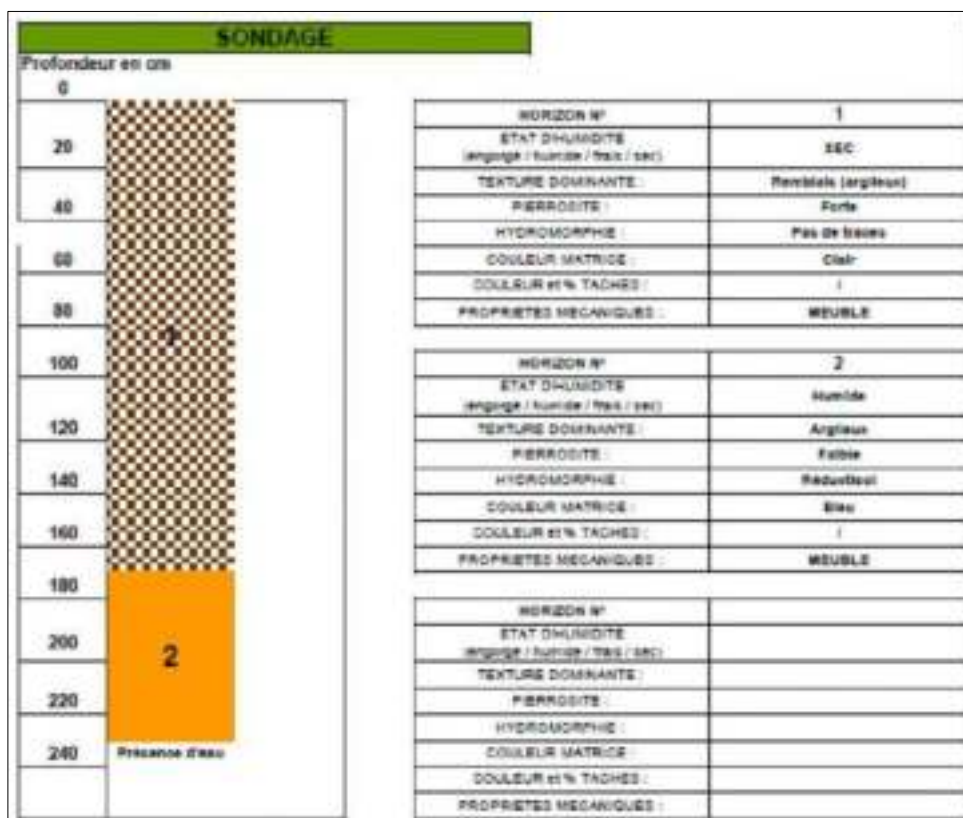 SONDAGE
Profondeur en cm
0
20
40
60
80
100
120
140
160
180
200
220
240
1
2
Présence d'eau
HORIZON N° 1
ETAT D'HUMIDITE
(engorgé / humide / frais / sec) SEC
TEXTURE DOMINANTE : Remblais (argileux)
PIERROSITE : Forte
HYDROMORPHIE : Pas de traces
COULEUR MATRICE : Clair
COULEUR et % TACHES : /
PROPRIETES MECANIQUES : MEUBLE
HORIZON N° 2
ETAT D'HUMIDITE
(engorgé / humide / frais / sec) Humide
TEXTURE DOMINANTE : Argileux
PIERROSITE : Faible
HYDROMORPHIE : Réductisol
COULEUR MATRICE : Bleu
COULEUR et % TACHES : /
PROPRIETES MECANIQUES : MEUBLE
HORIZON N°
ETAT D'HUMIDITE
(engorgé / humide / frais / sec)
TEXTURE DOMINANTE :
PIERROSITE :
HYDROMORPHIE :
COULEUR MATRICE :
COULEUR et % TACHES :
PROPRIETES MECANIQUES :